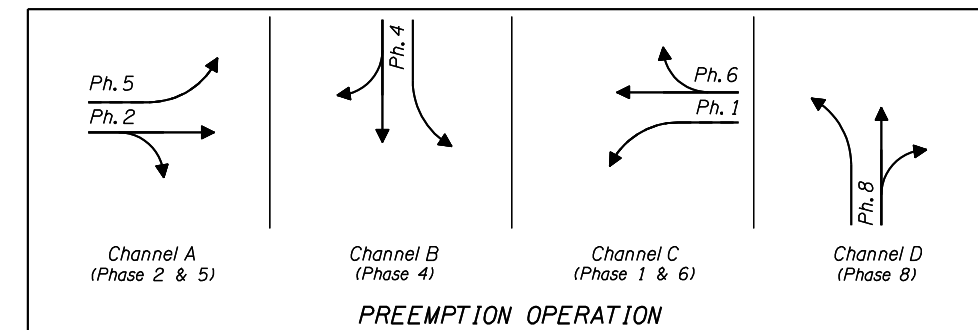 Ph. 5
Ph. 2
Channel A
(Phase 2 & 5)
Ph. 4
Channel B
(Phase 4)
Ph. 6
Ph. 1
Channel C
(Phase 1 & 6)
Ph. 8
Channel D
(Phase 8)
PREEMPTION OPERATION